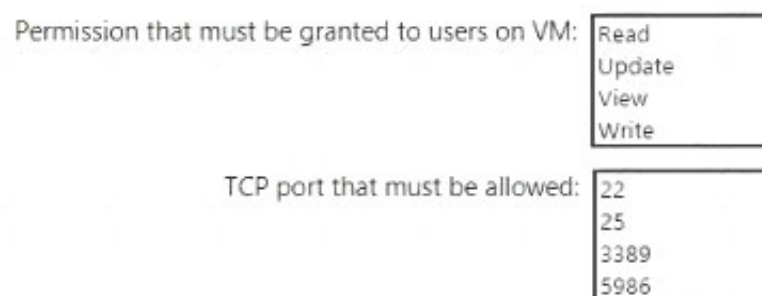 Permission that must be granted to users on VM:
Read
Update
View
Write
TCP port that must be allowed:
22
25
3389
5986